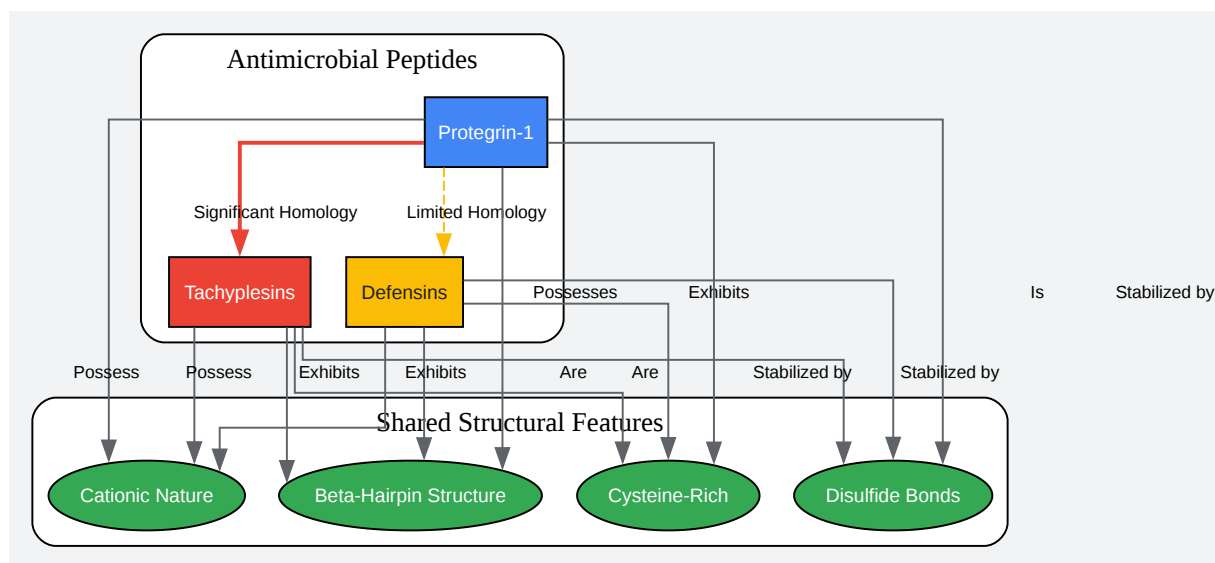 Antimicrobial Peptides
Protegrin-1
Significant Homology
Limited Homology
Tachyplesins
Defensins
Possesses
Exhibits
Is
Stabilized by
Possess
Possess
Exhibits
Exhibits
Are
Are
Stabilized by
Stabilized by
Shared Structural Features
Cationic Nature
Beta-Hairpin Structure
Cysteine-Rich
Disulfide Bonds